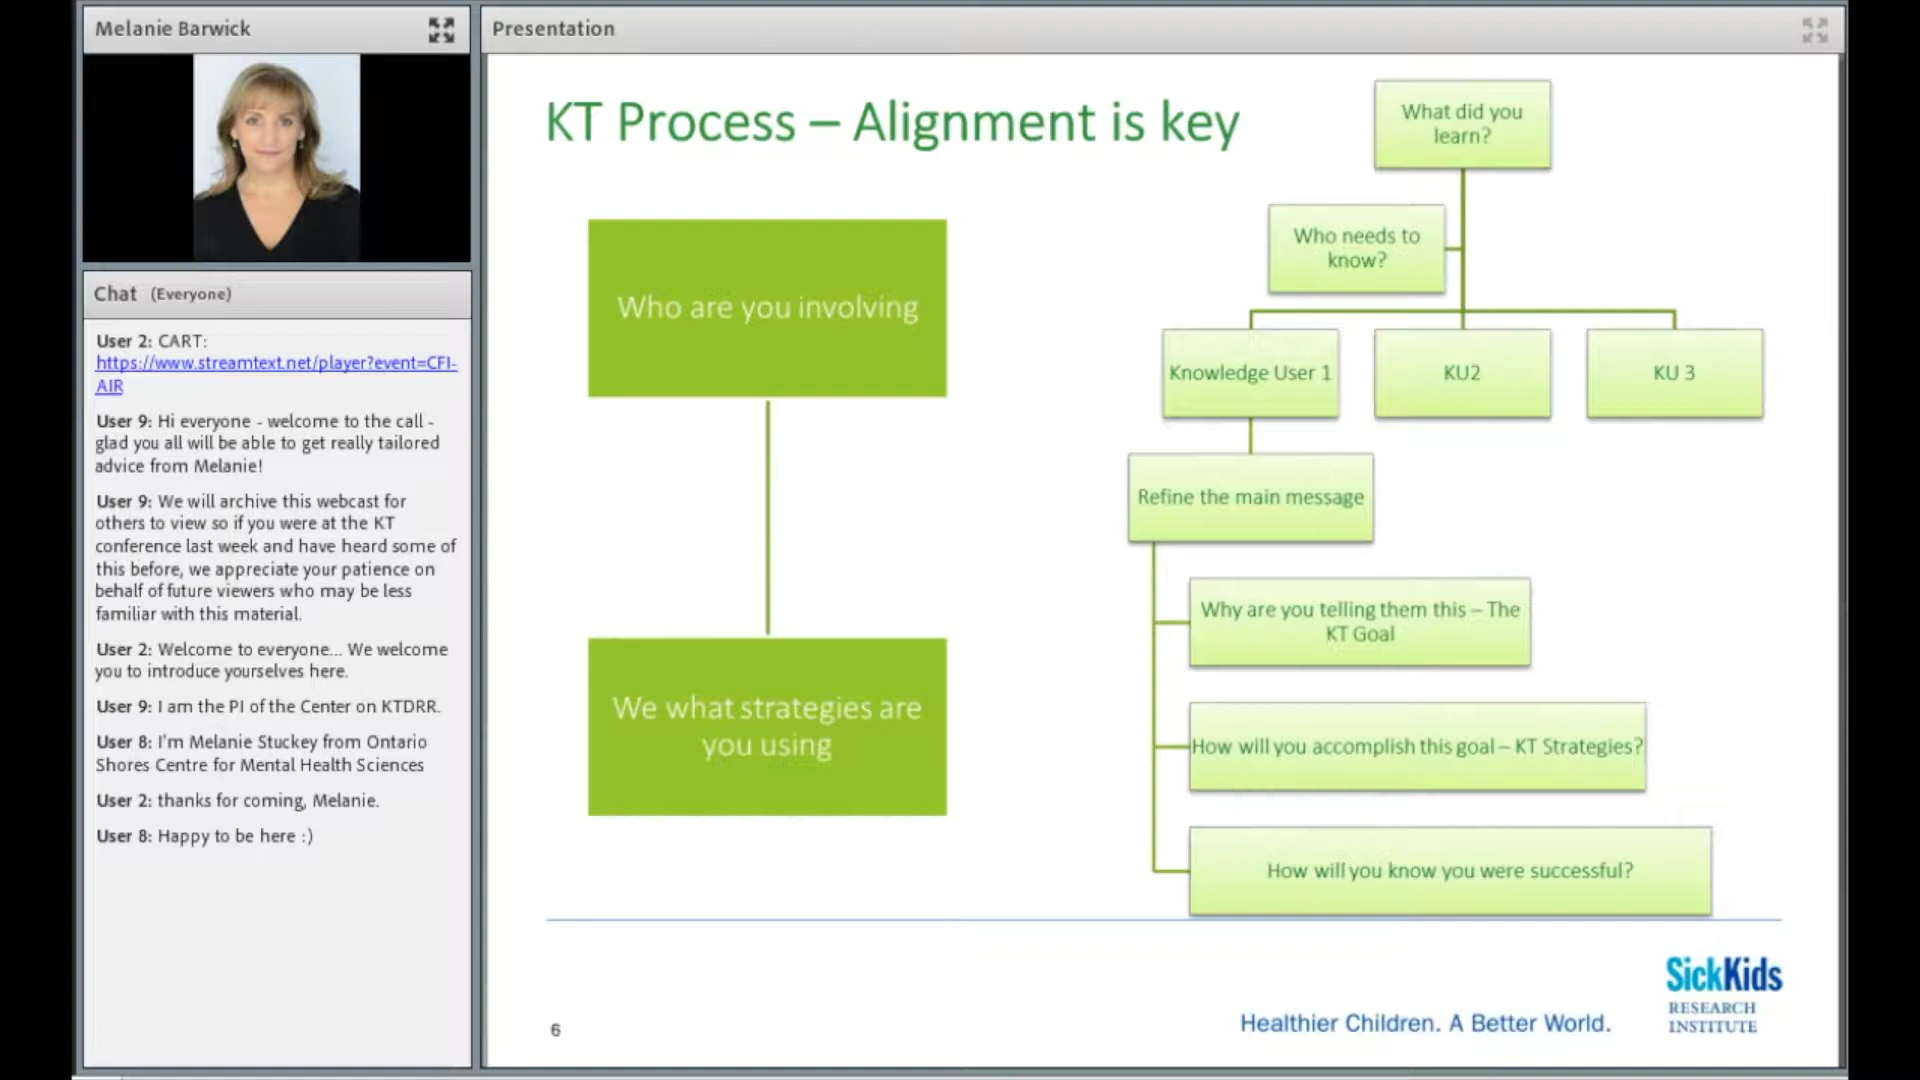 Melanie Barwick
Chat (Everyone)
User 2: CART:
https://www.streamtext.net/player?event=CFI-
AIR
User 9: Hi everyone - welcome to the call -
glad you all will be able to get really tailored
advice from Melanie!
User 9: We will archive this webcast for
others to view so if you were at the KT
conference last week and have heard some of
this before, we appreciate your patience on
behalf of future viewers who may be less
familiar with this material.
User 2: Welcome to everyone... We welcome
you to introduce yourselves here.
User 9: I am the PI of the Center on KTDRR.
User 8: I'm Melanie Stuckey from Ontario
Shores Centre for Mental Health Sciences
User 2: thanks for coming, Melanie.
User 8: Happy to be here :)
Presentation
KT Process – Alignment is key
Who are you involving
We what strategies are
you using
What did you
learn?
Who needs to
know?
Knowledge User 1
KU2
KU 3
Refine the main message
Why are you telling them this – The
KT Goal
How will you accomplish this goal – KT Strategies?
How will you know you were successful?
6
Healthier Children. A Better World.
SickKids
RESEARCH
INSTITUTE